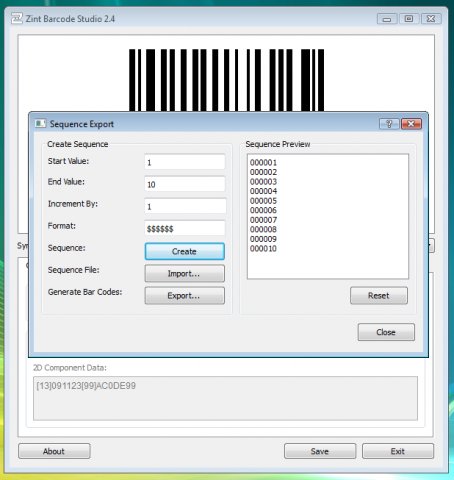 Zint Barcode Studio 2.4
Sequence Export
Create Sequence
Start Value: 1
End Value: 10
Increment By: 1
Format: $$$$$$
Sequence: Create
Sequence File: Import...
Generate Bar Codes: Export...
Sequence Preview
000001
000002
000003
000004
000005
000006
000007
000008
000009
000010
Reset
Close
2D Component Data:
[13]091123[99]AC0DE99
About
Save
Exit